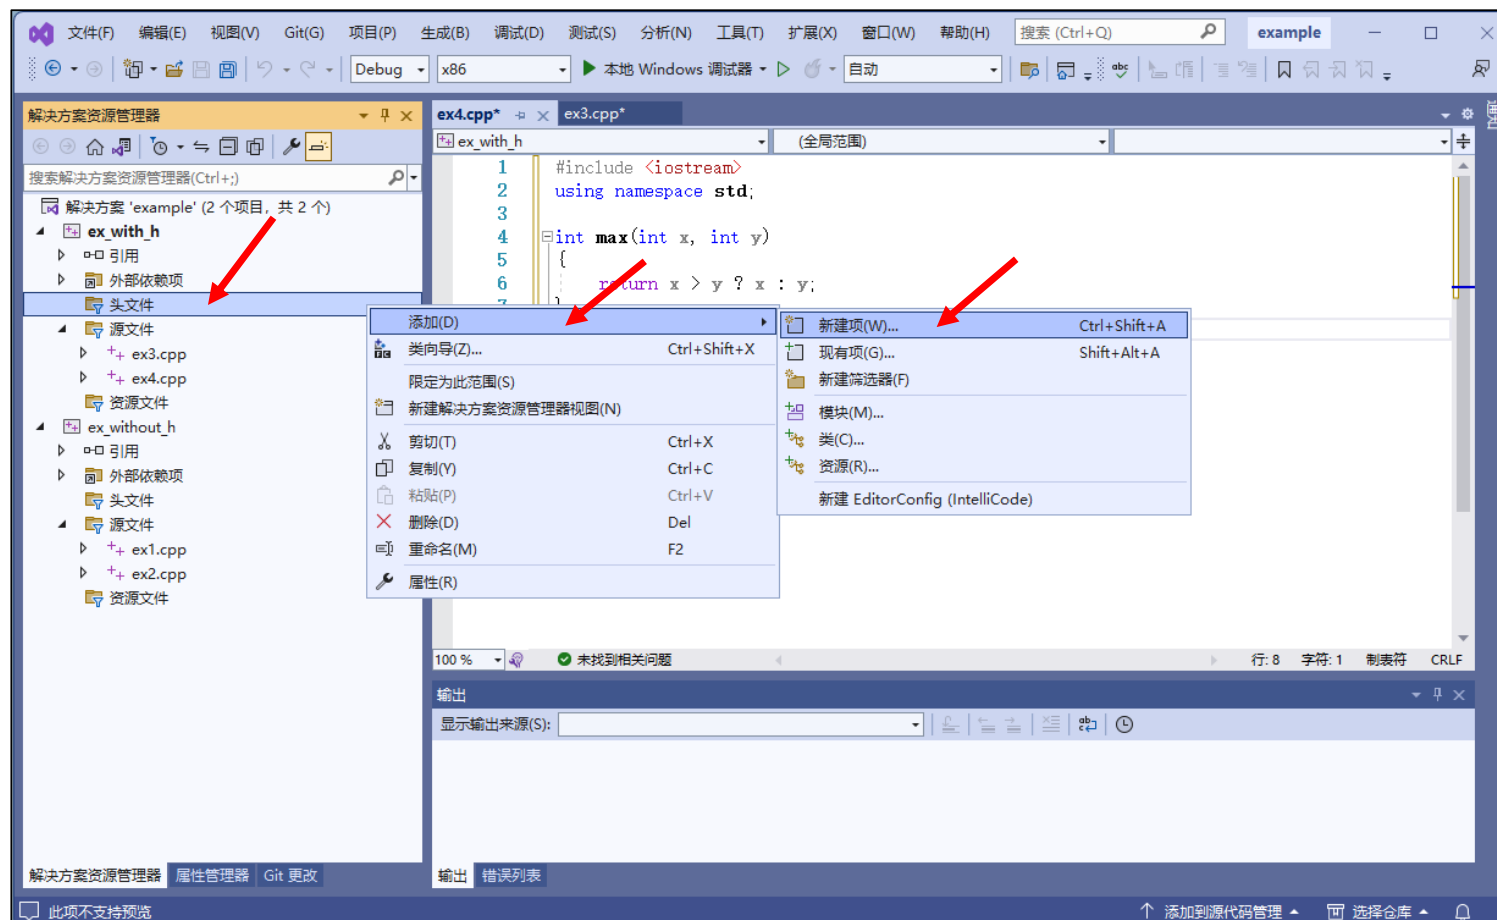 文件(F) 编辑(E) 视图(V) Git(G) 项目(P) 生成(B) 调试(D) 测试(S) 分析(N) 工具(T) 扩展(X) 窗口(W) 帮助(H) 搜索 (Ctrl+Q) example
Debug x86 本地 Windows 调试器 自动
解决方案资源管理器
搜索解决方案资源管理器(Ctrl+;)
解决方案 'example' (2 个项目，共 2 个)
ex_with_h
引用
外部依赖项
头文件
源文件
ex3.cpp
ex4.cpp
资源文件
ex_without_h
引用
外部依赖项
头文件
源文件
ex1.cpp
ex2.cpp
资源文件
解决方案资源管理器 属性管理器 Git 更改
ex4.cpp* ex3.cpp*
ex_with_h (全局范围)
1 #include <iostream>
2 using namespace std;
3
4 int max(int x, int y)
5 {
6 return x > y ? x : y;
7 }
添加(D)
类向导(Z)... Ctrl+Shift+X
限定为此范围(S)
新建解决方案资源管理器视图(N)
剪切(T) Ctrl+X
复制(Y) Ctrl+C
粘贴(P) Ctrl+V
删除(D) Del
重命名(M) F2
属性(R)
新建项(W)... Ctrl+Shift+A
现有项(G)... Shift+Alt+A
新建筛选器(F)
模块(M)...
类(C)...
资源(R)...
新建 EditorConfig (IntelliCode)
100 % 未找到相关问题 行: 8 字符: 1 制表符 CRLF
输出
显示输出来源(S):
输出 错误列表
此项不支持预览 添加到源代码管理 选择仓库